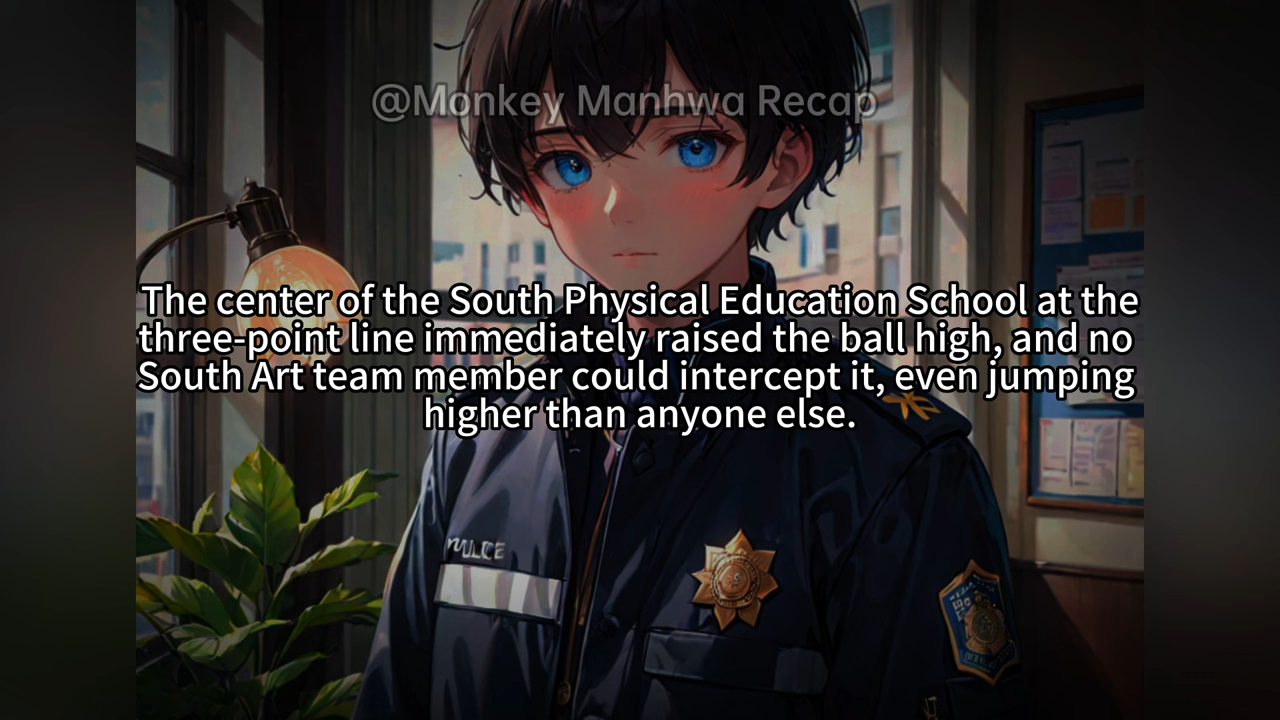 @Monkey Manhwa Recap
The center of the South Physical Education School at the
three-point line immediately raised the ball high, and no
South Art team member could intercept it, even jumping
higher than anyone else.